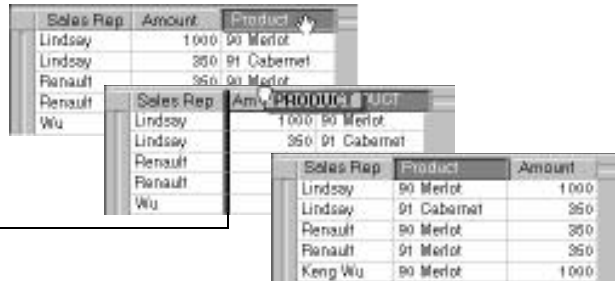 Sales Rep Amount Product
Lindsay 1000 90 Merlot
Lindsay 350 91 Cabernet
Renault 350 90 Merlot
Renault
Wu
Sales Rep Am PRODUCT UCT
Lindsay 1000 90 Merlot
Lindsay 350 91 Cabernet
Renault
Renault
Wu
Sales Rep Product Amount
Lindsay 90 Merlot 1000
Lindsay 91 Cabernet 350
Renault 90 Merlot 350
Renault 91 Merlot 350
Keng Wu 90 Merlot 1000